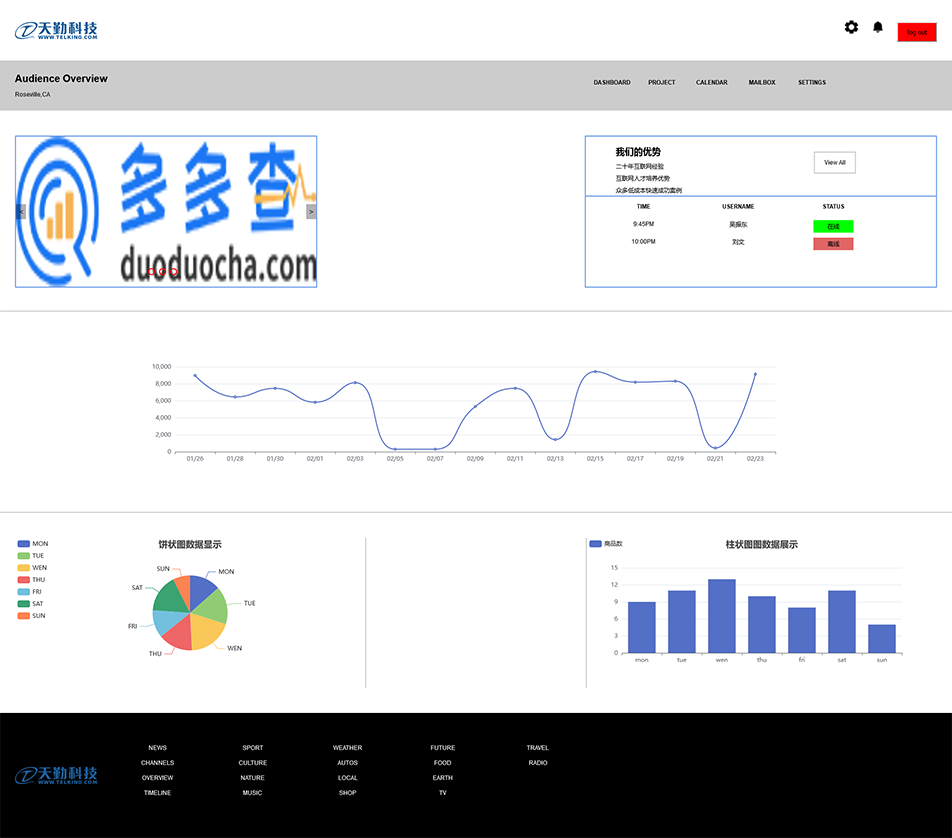 天勤科技
WWW.TELKING.COM
log out
Audience Overview
Roseville,CA
DASHBOARD PROJECT CALENDAR MAILBOX SETTINGS
多多查
duoduocha.com
<
>
我们的优势
二十年互联网经验
互联网人才培养优势
众多低成本快速成功案例
View All
TIME USERNAME STATUS
9:45PM 吴振东 在线
10:00PM 刘文 离线
10,000
8,000
6,000
4,000
2,000
0
01/26 01/28 01/30 02/01 02/03 02/05 02/07 02/09 02/11 02/13 02/15 02/17 02/19 02/21 02/23
MON
TUE
WEN
THU
FRI
SAT
SUN
饼状图数据显示
SUN MON
SAT TUE
FRI
THU WEN
商品数
柱状图图数据展示
15
12
9
6
3
0
mon tue wen thu fri sat sun
天勤科技
WWW.TELKING.COM
NEWS SPORT WEATHER FUTURE TRAVEL
CHANNELS CULTURE AUTOS FOOD RADIO
OVERVIEW NATURE LOCAL EARTH
TIMELINE MUSIC SHOP TV